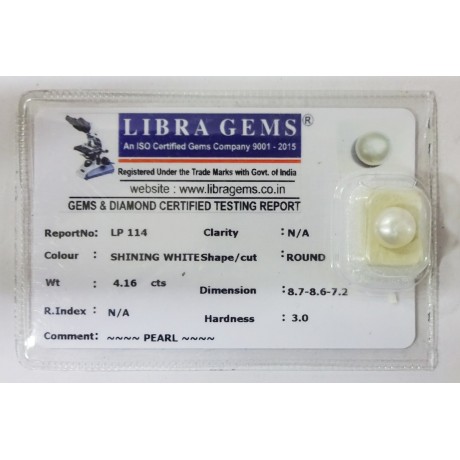 LIBRA GEMS®
An ISO Certified Gems Company 9001 - 2015
Registered Under the Trade Marks with Govt. of India
website : www.libragems.co.in
GEMS & DIAMOND CERTIFIED TESTING REPORT
ReportNo: LP 114 Clarity : N/A
Colour : SHINING WHITE Shape/cut : ROUND
Wt : 4.16 cts Dimension : 8.7-8.6-7.2
R.Index : N/A Hardness : 3.0
Comment: ~~~~ PEARL ~~~~